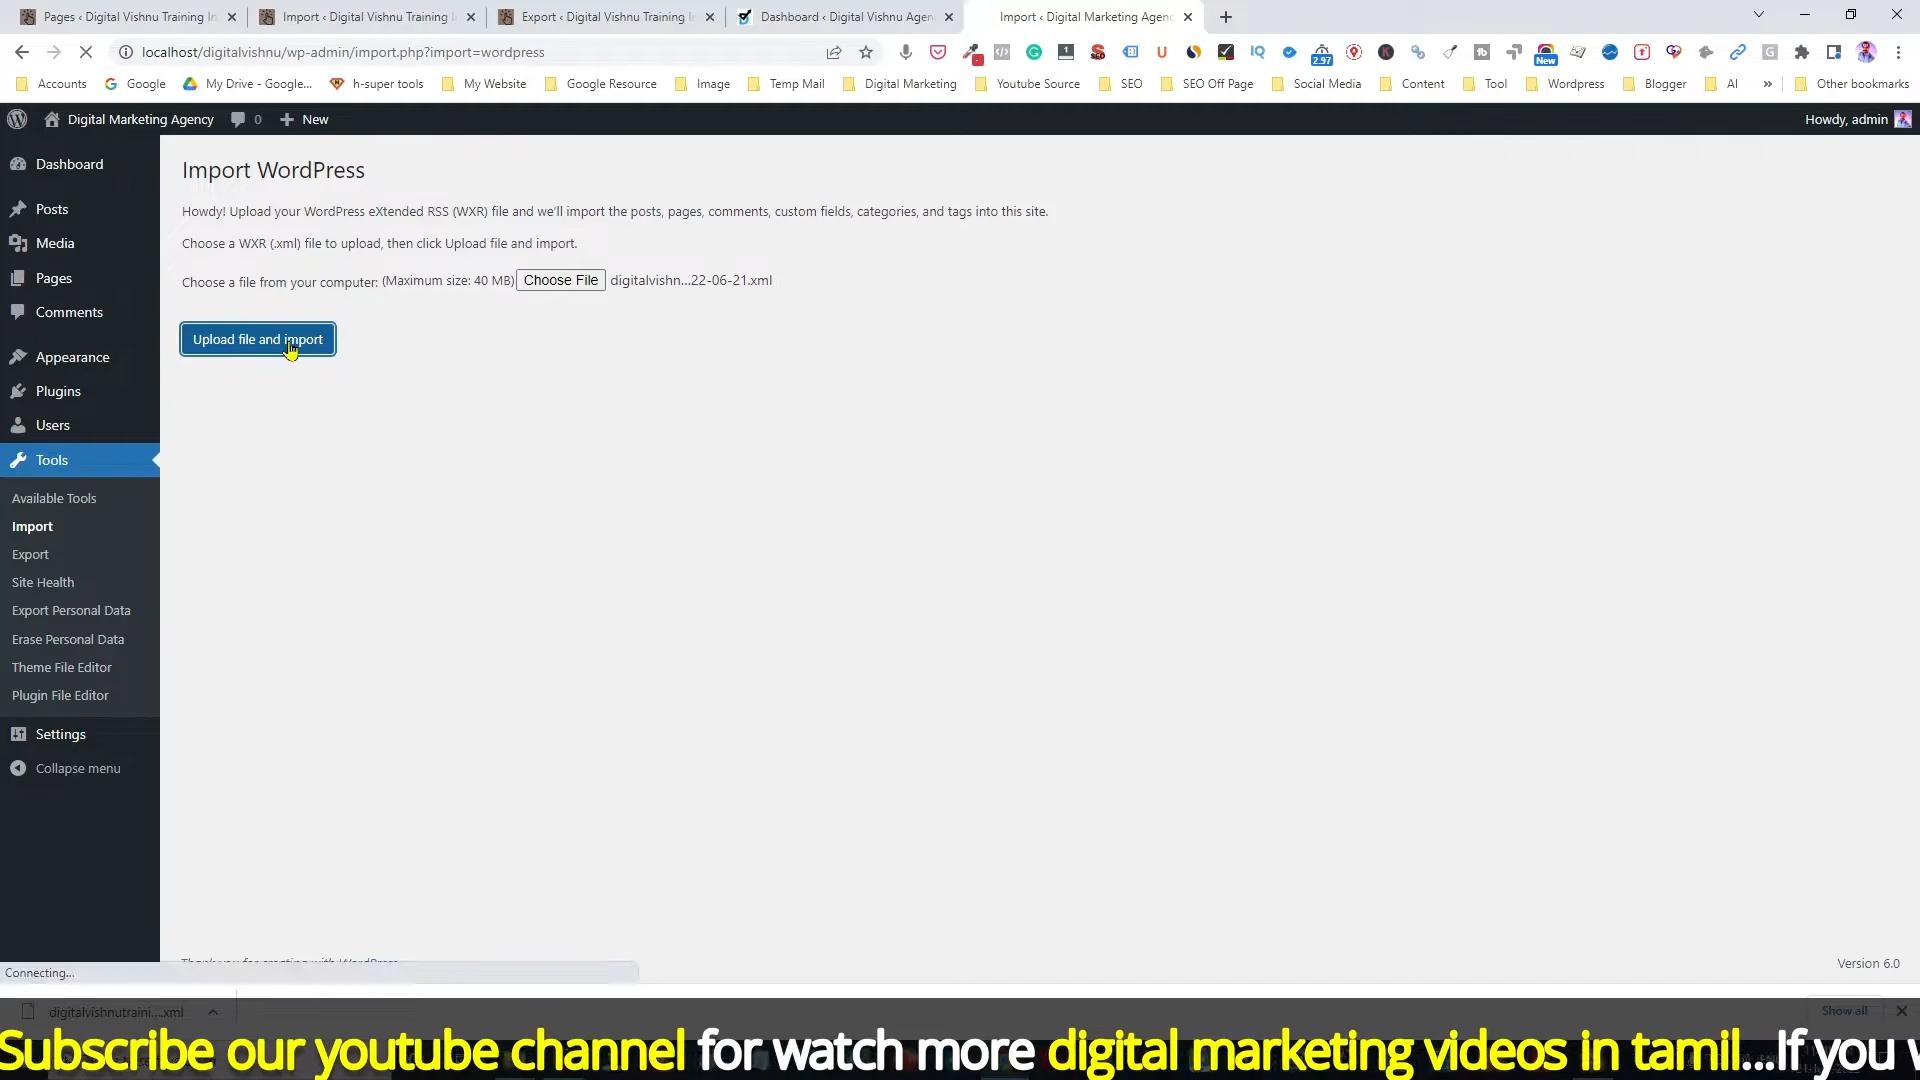 Pages ‹ Digital Vishnu Training In
Import ‹ Digital Vishnu Training I
Export ‹ Digital Vishnu Training In
Dashboard ‹ Digital Vishnu Agen
Import ‹ Digital Marketing Agenc
localhost/digitalvishnu/wp-admin/import.php?import=wordpress
2.97
New
Accounts
Google
My Drive - Google...
h-super tools
My Website
Google Resource
Image
Temp Mail
Digital Marketing
Youtube Source
SEO
SEO Off Page
Social Media
Content
Tool
Wordpress
Blogger
AI
»
Other bookmarks
Digital Marketing Agency
0
New
Howdy, admin
Dashboard
Posts
Media
Pages
Comments
Appearance
Plugins
Users
Tools
Available Tools
Import
Export
Site Health
Export Personal Data
Erase Personal Data
Theme File Editor
Plugin File Editor
Settings
Collapse menu
Import WordPress
Howdy! Upload your WordPress eXtended RSS (WXR) file and we'll import the posts, pages, comments, custom fields, categories, and tags into this site.
Choose a WXR (.xml) file to upload, then click Upload file and import.
Choose a file from your computer: (Maximum size: 40 MB) Choose File digitalvishn...22-06-21.xml
Upload file and import
Version 6.0
Connecting...
digitalvishnutraini....xml
Show all
Subscribe our youtube channel for watch more digital marketing videos in tamil...If you